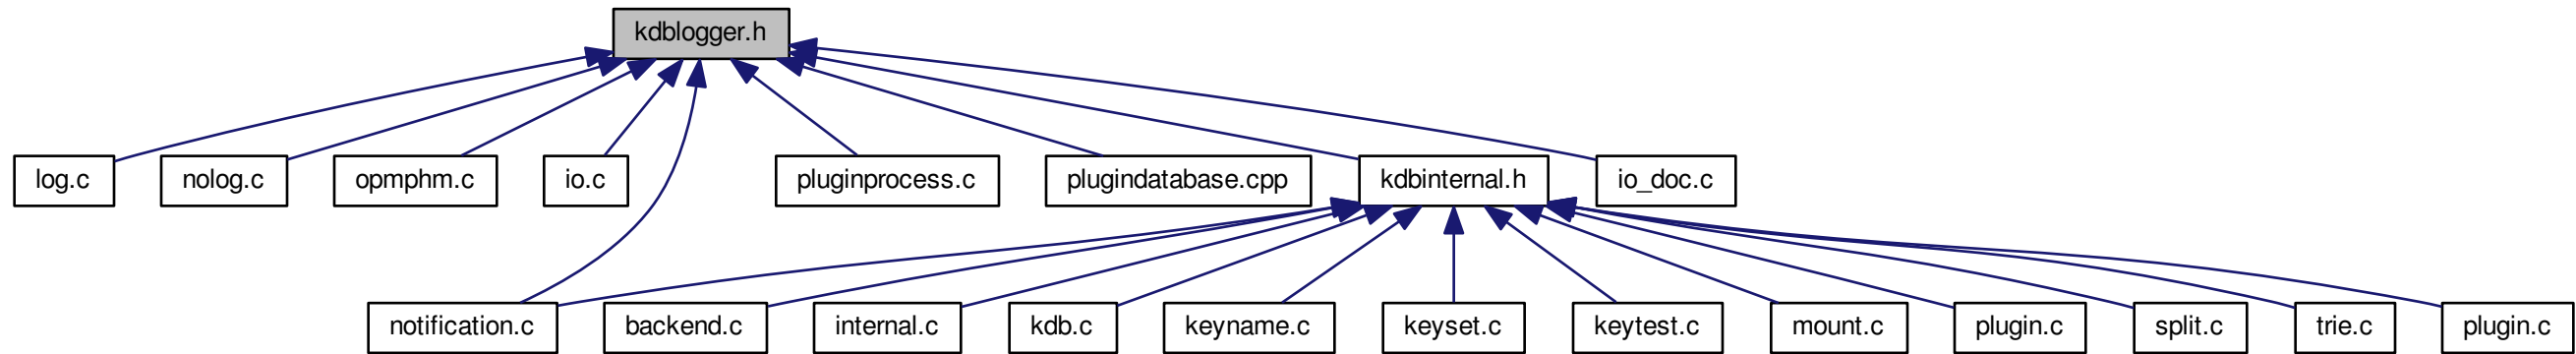 kdblogger.h
log.c
nolog.c
opmphm.c
io.c
pluginprocess.c
plugindatabase.cpp
kdbinternal.h
io_doc.c
notification.c
backend.c
internal.c
kdb.c
keyname.c
keyset.c
keytest.c
mount.c
plugin.c
split.c
trie.c
plugin.c